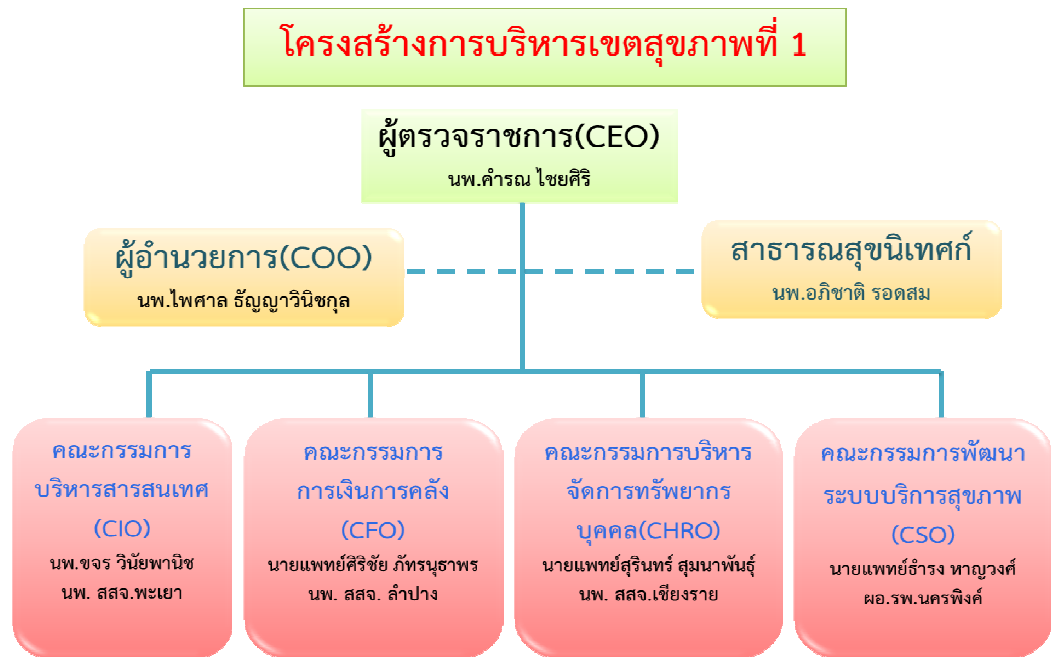 โครงสร้างการบริหารเขตสุขภาพที่ 1
ผู้ตรวจราชการ(CEO)
นพ.คำรณ ไชยศิริ
ผู้อำนวยการ(COO)
นพ.ไพศาล ธัญญาวินิชกุล
สาธารณสุขนิเทศก์
นพ.อภิชาติ รอดสม
คณะกรรมการ
บริหารสารสนเทศ
(CIO)
นพ.ขจร วินัยพานิช
นพ. สสจ.พะเยา
คณะกรรมการ
การเงินการคลัง
(CFO)
นายแพทย์ศิริชัย ภัทรนุธาพร
นพ. สสจ. ลำปาง
คณะกรรมการบริหาร
จัดการทรัพยากร
บุคคล(CHRO)
นายแพทย์สุรินทร์ สุมนาพันธุ์
นพ. สสจ.เชียงราย
คณะกรรมการพัฒนา
ระบบบริการสุขภาพ
(CSO)
นายแพทย์ธำรง หาญวงศ์
ผอ.รพ.นครพิงค์